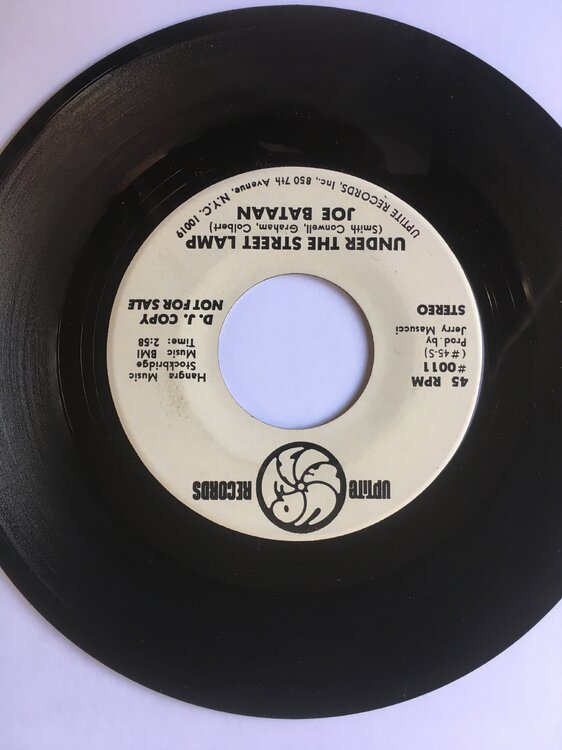 UPTITE RECORDS
45 RPM
#0011
(#45-S)
Prod. by
Jerry Masucci
STEREO
Hangra Music
Stockbridge
Music BMI
Time: 2:58
D. J. COPY
NOT FOR SALE
UNDER THE STREET LAMP
(Smith, Conwell, Graham, Colbert)
JOE BATAAN
UPTITE RECORDS, Inc., 850 7th Avenue, N.Y.C. 10019